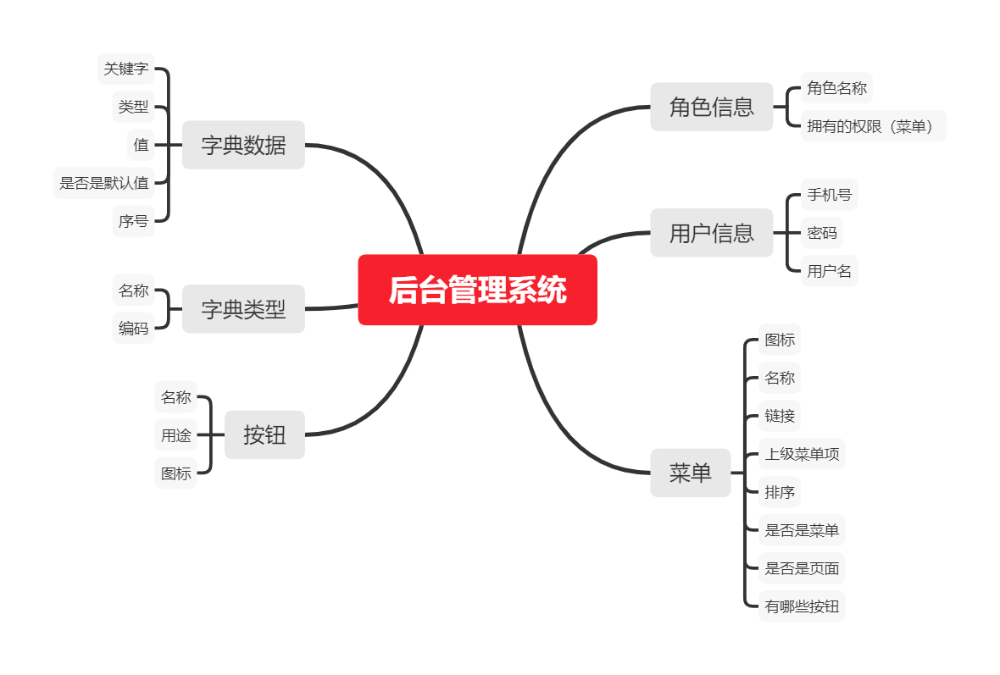 后台管理系统
角色信息
角色名称
拥有的权限（菜单）
用户信息
手机号
密码
用户名
菜单
图标
名称
链接
上级菜单项
排序
是否是菜单
是否是页面
有哪些按钮
字典数据
关键字
类型
值
是否是默认值
序号
字典类型
名称
编码
按钮
名称
用途
图标